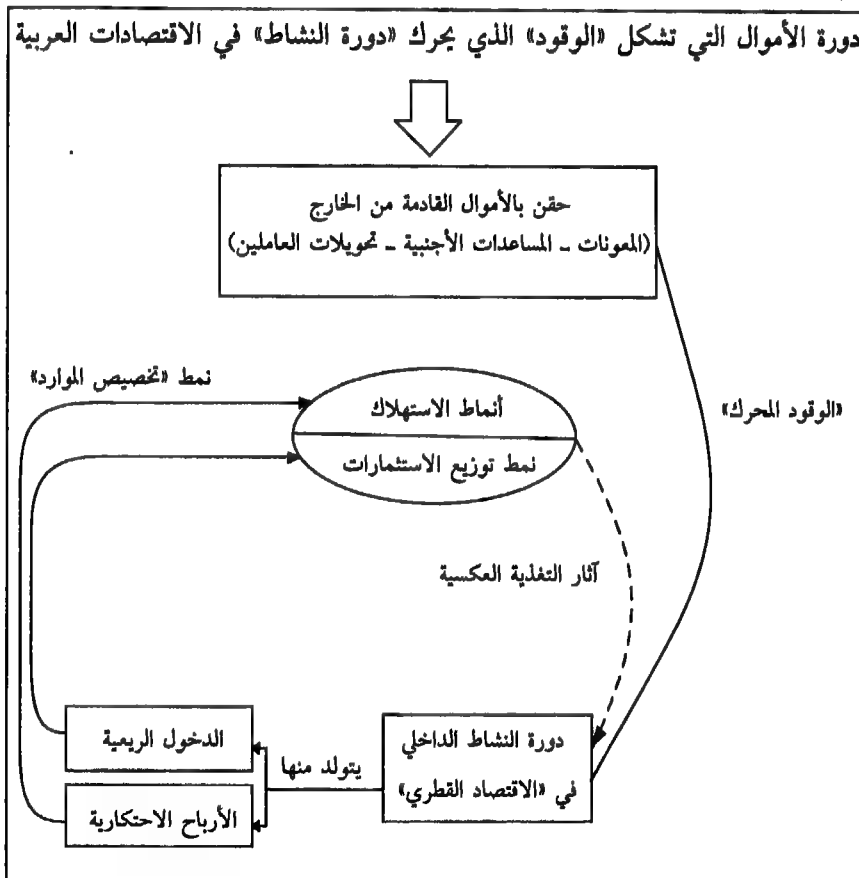 دورة الأموال التي تشكل «الوقود» الذي يحرك «دورة النشاط» في الاقتصادات العربية
حقن بالأموال القادمة من الخارج
(المعونات - المساعدات الأجنبية - تحويلات العاملين)
نمط «تخصيص الموارد»
أنماط الاستهلاك
«الوقود المحرك»
نمط توزيع الاستثمارات
آثار التغذية العكسية
دورة النشاط الداخلي
في «الاقتصاد القطري»
يتولد منها
الدخول الريعية
الأرباح الاحتكارية